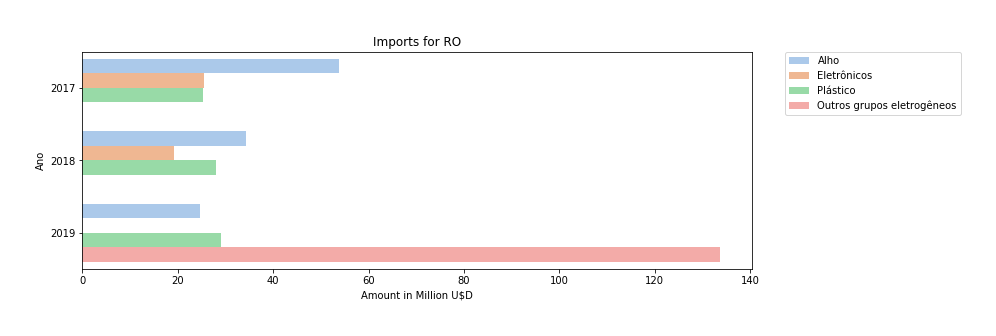 Imports for RO
Alho
Eletrônicos
Plástico
Outros grupos eletrogêneos
Ano
2017
2018
2019
0 20 40 60 80 100 120 140
Amount in Million U$D